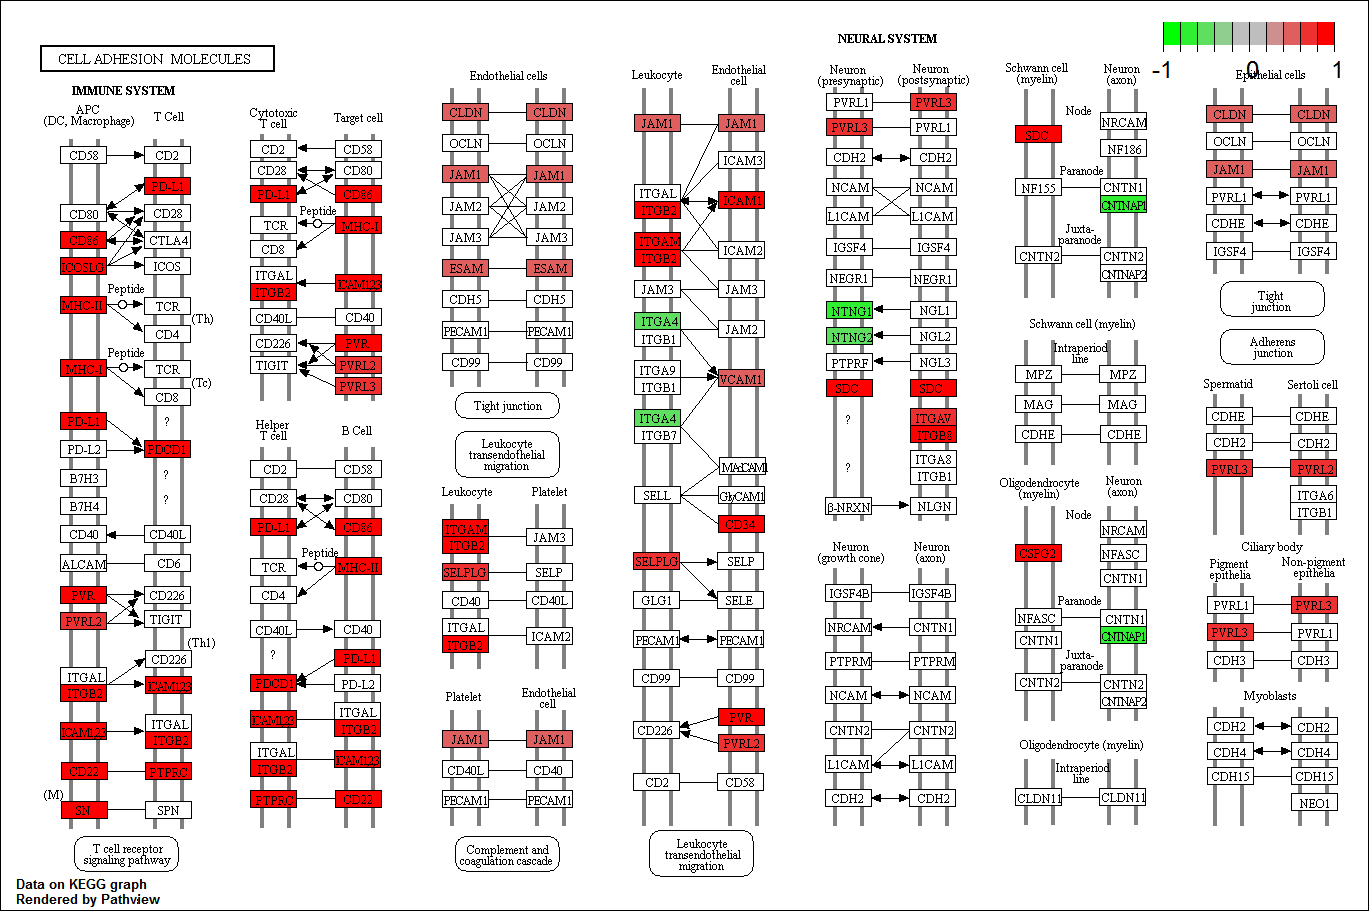 CELL ADHESION MOLECULES
NEURAL SYSTEM
-1
0
1
IMMUNE SYSTEM
APC
(DC, Macrophage)
T Cell
CD58
CD2
PD-L1
CD80
CD28
CD86
CTLA4
ICOSLG
ICOS
Peptide
MHC-II
TCR
(Th)
CD4
Peptide
MHC-I
TCR
(Tc)
CD8
PD-L1
?
PD-L2
PDCD1
B7H3
?
B7H4
?
CD40
CD40L
ALCAM
CD6
PVR
CD226
PVRL2
TIGIT
(Th1)
CD226
ITGAL
ITGB2
ICAM1,2,3
ICAM1,2,3
ITGAL
ITGB2
CD22
PTPRC
(M)
SN
SPN
T cell receptor
signaling pathway
Cytotoxic
T cell
Target cell
CD2
CD58
CD28
CD80
PD-L1
CD86
Peptide
TCR
MHC-I
CD8
ITGAL
ITGB2
ICAM1,2,3
CD40L
CD40
CD226
PVR
TIGIT
PVRL2
PVRL3
Helper
T cell
B Cell
CD2
CD58
CD28
CD80
PD-L1
CD86
Peptide
TCR
MHC-II
CD4
CD40L
CD40
?
PD-L1
PDCD1
PD-L2
ICAM1,2,3
ITGAL
ITGB2
ITGAL
ITGB2
ICAM1,2,3
PTPRC
CD22
Endothelial cells
CLDN
CLDN
OCLN
OCLN
JAM1
JAM1
JAM2
JAM2
JAM3
JAM3
ESAM
ESAM
CDH5
CDH5
PECAM1
PECAM1
CD99
CD99
Tight junction
Leukocyte
transendothelial
migration
Leukocyte
Platelet
ITGAM
ITGB2
JAM3
SELPLG
SELP
CD40
CD40L
ITGAL
ITGB2
ICAM2
Platelet
Endothelial
cell
JAM1
JAM1
CD40L
CD40
PECAM1
PECAM1
Complement and
coagulation cascade
Leukocyte
Endothelial
cell
JAM1
JAM1
ICAM3
ITGAL
ITGB2
ICAM1
ITGAM
ITGB2
ICAM2
JAM3
JAM3
ITGA4
ITGB1
JAM2
ITGA9
ITGB1
VCAM1
ITGA4
ITGB7
MAdCAM1
SELL
GlyCAM1
CD34
SELPLG
SELP
GLG1
SELE
PECAM1
PECAM1
CD99
CD99
CD226
PVR
PVRL2
CD2
CD58
Leukocyte
transendothelial
migration
Neuron
(presynaptic)
Neuron
(postsynaptic)
PVRL1
PVRL3
PVRL3
PVRL1
CDH2
CDH2
NCAM
NCAM
L1CAM
L1CAM
IGSF4
IGSF4
NEGR1
NEGR1
NTNG1
NGL1
NTNG2
NGL2
PTPRF
NGL3
SDC
SDC
?
ITGAV
ITGB8
?
ITGA8
ITGB1
β-NRXN
NLGN
Neuron
(growth cone)
Neuron
(axon)
IGSF4B
IGSF4B
NRCAM
CNTN1
PTPRM
PTPRM
NCAM
NCAM
CNTN2
CNTN2
L1CAM
L1CAM
CDH2
CDH2
Schwann cell
(myelin)
Neuron
(axon)
Node
NRCAM
SDC
NF186
Paranode
NF155
CNTN1
CNTNAP1
Juxta-
paranode
CNTN2
CNTN2
CNTNAP2
Schwann cell (myelin)
Intraperiod
line
MPZ
MPZ
MAG
MAG
CDHE
CDHE
Oligodendrocyte
(myelin)
Neuron
(axon)
Node
NRCAM
CSPG2
NFASC
CNTN1
Paranode
NFASC
CNTN1
CNTN1
CNTNAP1
Juxta-
paranode
CNTN2
CNTN2
CNTNAP2
Oligodendrocyte (myelin)
Intraperiod
line
CLDN11
CLDN11
Epithelial cells
CLDN
CLDN
OCLN
OCLN
JAM1
JAM1
PVRL1
PVRL1
CDHE
CDHE
IGSF4
IGSF4
Tight
junction
Adherens
junction
Spermatid
Sertoli cell
CDHE
CDHE
CDH2
CDH2
PVRL3
PVRL2
ITGA6
ITGB1
Ciliary body
Pigment
epithelia
Non-pigment
epithelia
PVRL1
PVRL3
PVRL3
PVRL1
CDH3
CDH3
Myoblasts
CDH2
CDH2
CDH4
CDH4
CDH15
CDH15
NEO1
Data on KEGG graph
Rendered by Pathview